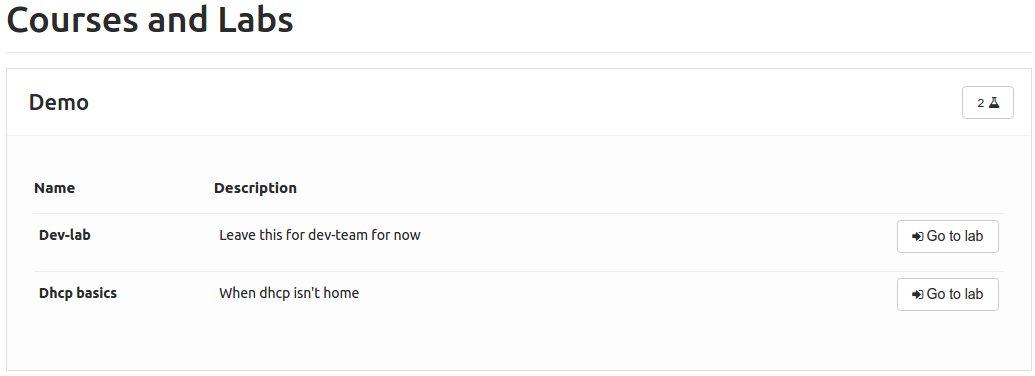 Courses and Labs
Demo
2
Name Description
Dev-lab Leave this for dev-team for now Go to lab
Dhcp basics When dhcp isn't home Go to lab